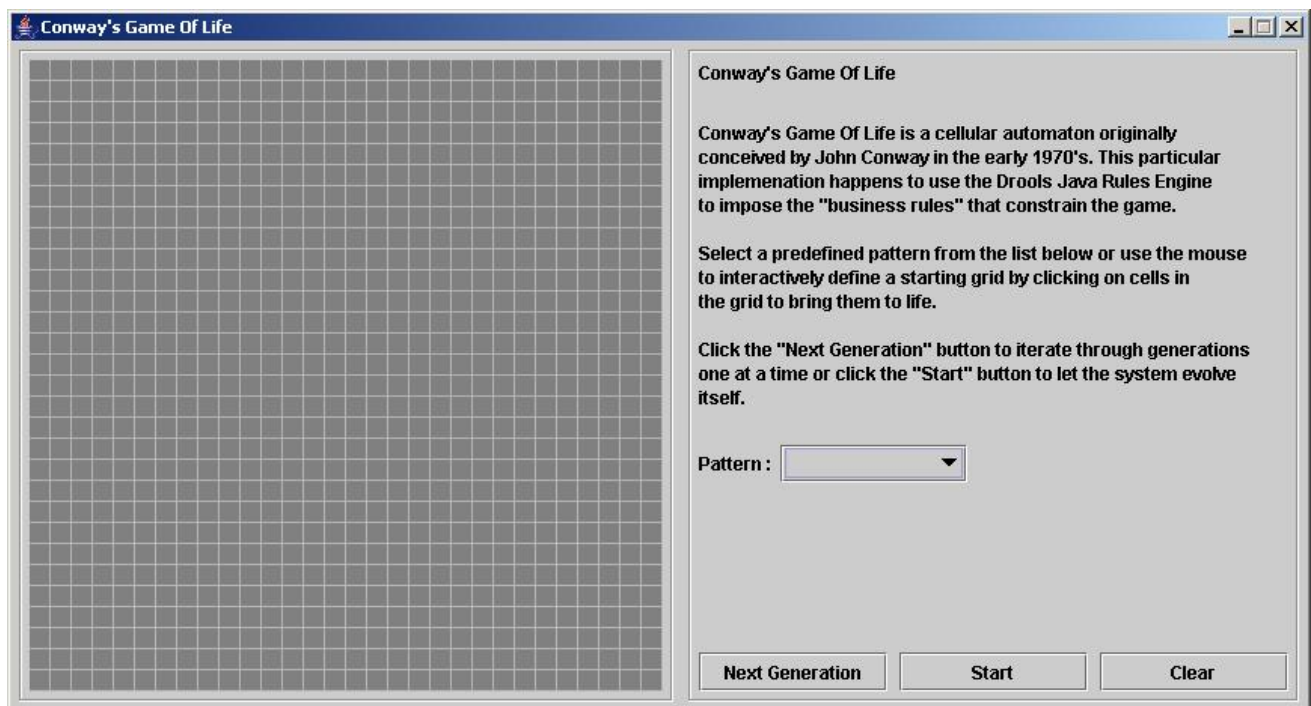 Conway's Game Of Life
Conway's Game Of Life
Conway's Game Of Life is a cellular automaton originally
conceived by John Conway in the early 1970's. This particular
implemenation happens to use the Drools Java Rules Engine
to impose the "business rules" that constrain the game.
Select a predefined pattern from the list below or use the mouse
to interactively define a starting grid by clicking on cells in
the grid to bring them to life.
Click the "Next Generation" button to iterate through generations
one at a time or click the "Start" button to let the system evolve
itself.
Pattern :
Next Generation Start Clear